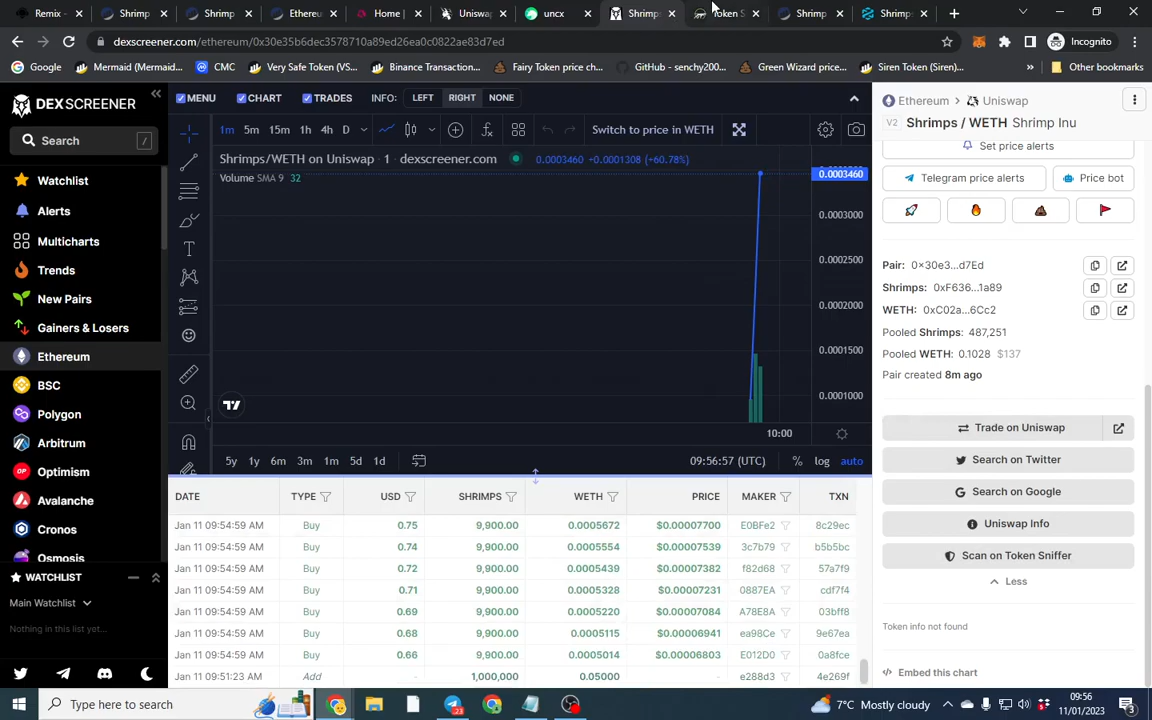 Remix -
Shrimp
Shrimp
Ethere
Home |
Uniswa
uncx
Shrimp
Token S
Shrimp
Shrimps
dexscreener.com/ethereum/0x30e3718710a89ed26ea0c0822e4883de63dcd7ed
Incognito
Google
Mermaid (Mermaid...
CMC
Very Safe Token (VS...
Binance Transaction...
Fairy Token price ch...
GitHub - senchy200...
Green Wizard price...
Siren Token (Siren)...
»
Other bookmarks
DEXSCREENER
Search
/
Watchlist
Alerts
Multicharts
Trends
New Pairs
Gainers & Losers
Ethereum
BSC
Polygon
Arbitrum
Optimism
Avalanche
Cronos
Osmosis
WATCHLIST
Main Watchlist
Nothing in this list yet...
MENU
CHART
TRADES
INFO:
LEFT
RIGHT
NONE
1m
5m
15m
1h
4h
D
Switch to price in WETH
Shrimps/WETH on Uniswap · 1 · dexscreener.com
0.0003460 +0.0001308 (+60.78%)
Volume SMA 9 32
0.0003460
0.0003000
0.0002500
0.0002000
0.0001500
0.0001000
10:00
5y
1y
6m
3m
1m
5d
1d
09:56:57 (UTC)
%
log
auto
DATE TYPE USD SHRIMPS WETH PRICE MAKER TXN
Jan 11 09:54:59 AM Buy 0.75 9,900.00 0.0005672 $0.00007700 E0BFe2 8c29ec
Jan 11 09:54:59 AM Buy 0.74 9,900.00 0.0005554 $0.00007539 3c7b79 b5b5bc
Jan 11 09:54:59 AM Buy 0.72 9,900.00 0.0005439 $0.00007382 f82d68 57a7f9
Jan 11 09:54:59 AM Buy 0.71 9,900.00 0.0005328 $0.00007231 0887EA cdf7f4
Jan 11 09:54:59 AM Buy 0.69 9,900.00 0.0005220 $0.00007084 A78E8A 03bff8
Jan 11 09:54:59 AM Buy 0.68 9,900.00 0.0005115 $0.00006941 ea98Ce 9e67ea
Jan 11 09:54:59 AM Buy 0.66 9,900.00 0.0005014 $0.00006803 E012D0 0a8fce
Jan 11 09:51:23 AM Add - 1,000,000 0.05000 - e288d3 4e269f
Ethereum > Uniswap
V2 Shrimps / WETH Shrimp Inu
Set price alerts
Telegram price alerts
Price bot
Pair: 0×30e3...d7Ed
Shrimps: 0xF636...1a89
WETH: 0xC02a...6Cc2
Pooled Shrimps: 487,251
Pooled WETH: 0.1028 $137
Pair created 8m ago
Trade on Uniswap
Search on Twitter
Search on Google
Uniswap Info
Scan on Token Sniffer
Less
Token info not found
Embed this chart
Type here to search
23
7°C Mostly cloudy
09:56
11/01/2023
3